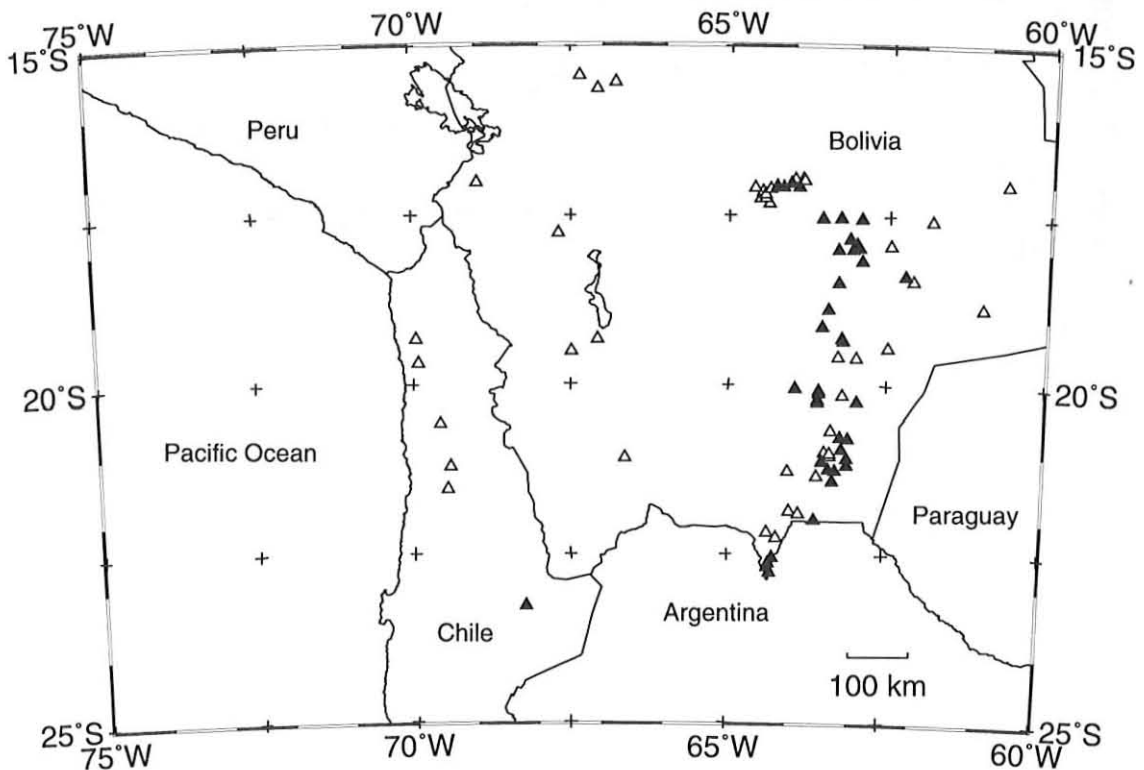 75°W 70°W 65°W 60°W
15°S 15°S
Peru Bolivia
20°S 20°S
Pacific Ocean
Paraguay
Chile Argentina
100 km
25°S 25°S
75°W 70°W 65°W 60°W